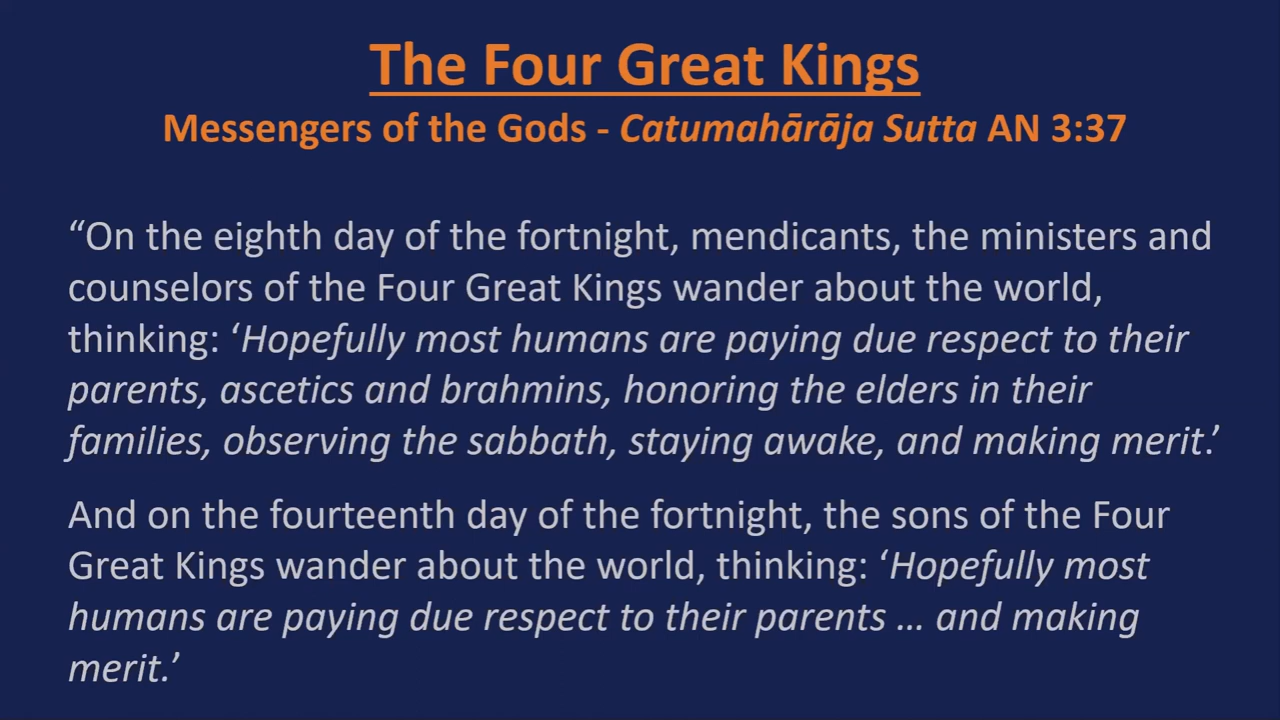 The Four Great Kings
Messengers of the Gods - Catumahārāja Sutta AN 3:37
“On the eighth day of the fortnight, mendicants, the ministers and
counselors of the Four Great Kings wander about the world,
thinking: ‘Hopefully most humans are paying due respect to their
parents, ascetics and brahmins, honoring the elders in their
families, observing the sabbath, staying awake, and making merit.’
And on the fourteenth day of the fortnight, the sons of the Four
Great Kings wander about the world, thinking: ‘Hopefully most
humans are paying due respect to their parents … and making
merit.’